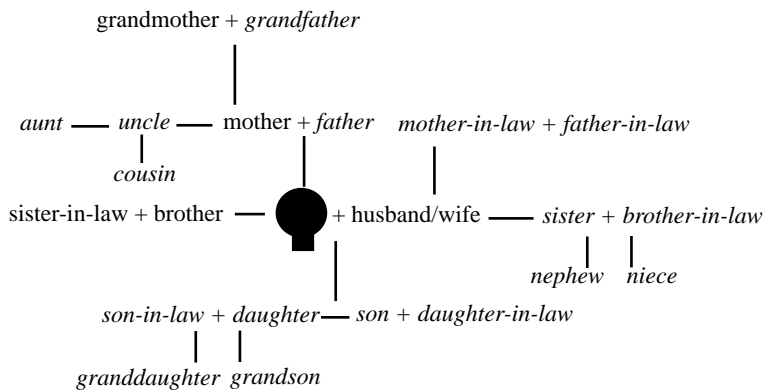 grandmother + grandfather
aunt uncle mother + father mother-in-law + father-in-law
cousin
sister-in-law + brother + husband/wife sister + brother-in-law
nephew niece
son-in-law + daughter son + daughter-in-law
granddaughter grandson